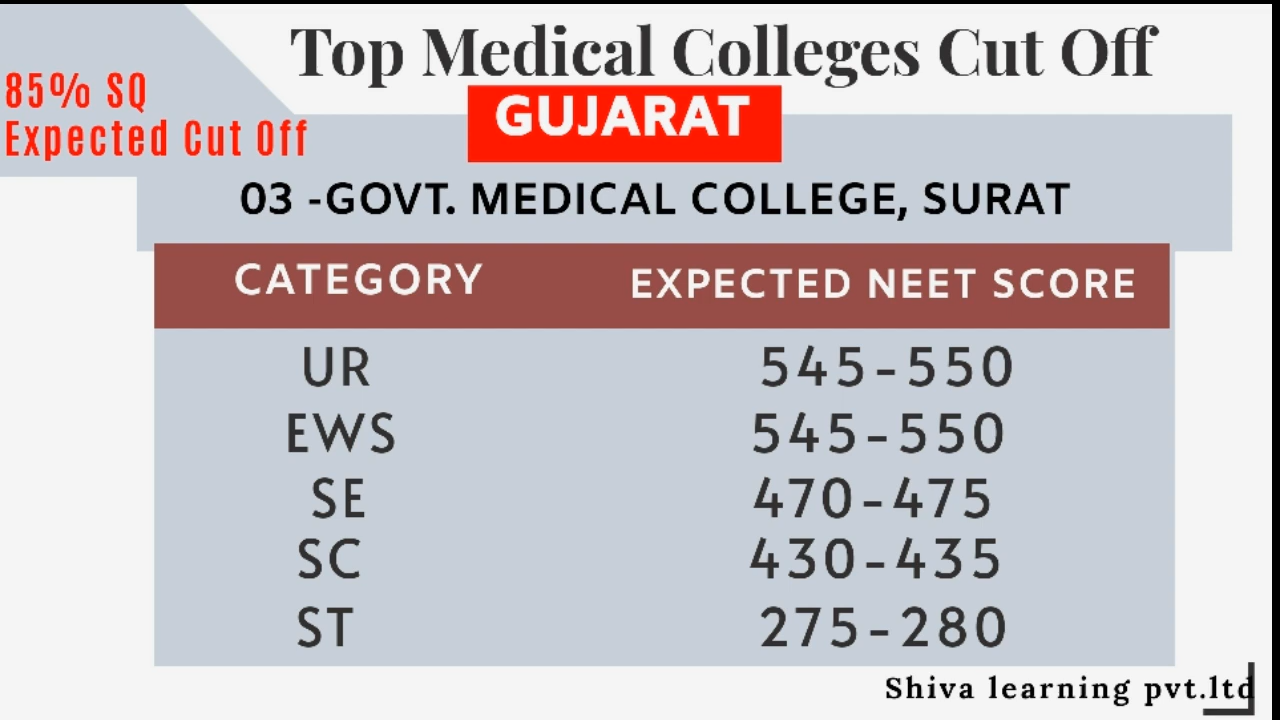 Top Medical Colleges Cut Off
85% SQ
Expected Cut Off
GUJARAT
03 -GOVT. MEDICAL COLLEGE, SURAT
CATEGORY EXPECTED NEET SCORE
UR 545-550
EWS 545-550
SE 470-475
SC 430-435
ST 275-280
Shiva learning pvt.ltd